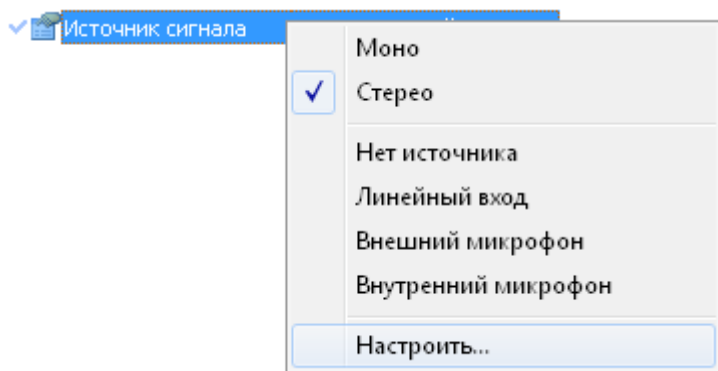 Источник сигнала
Моно
Стерео
Нет источника
Линейный вход
Внешний микрофон
Внутренний микрофон
Настроить...